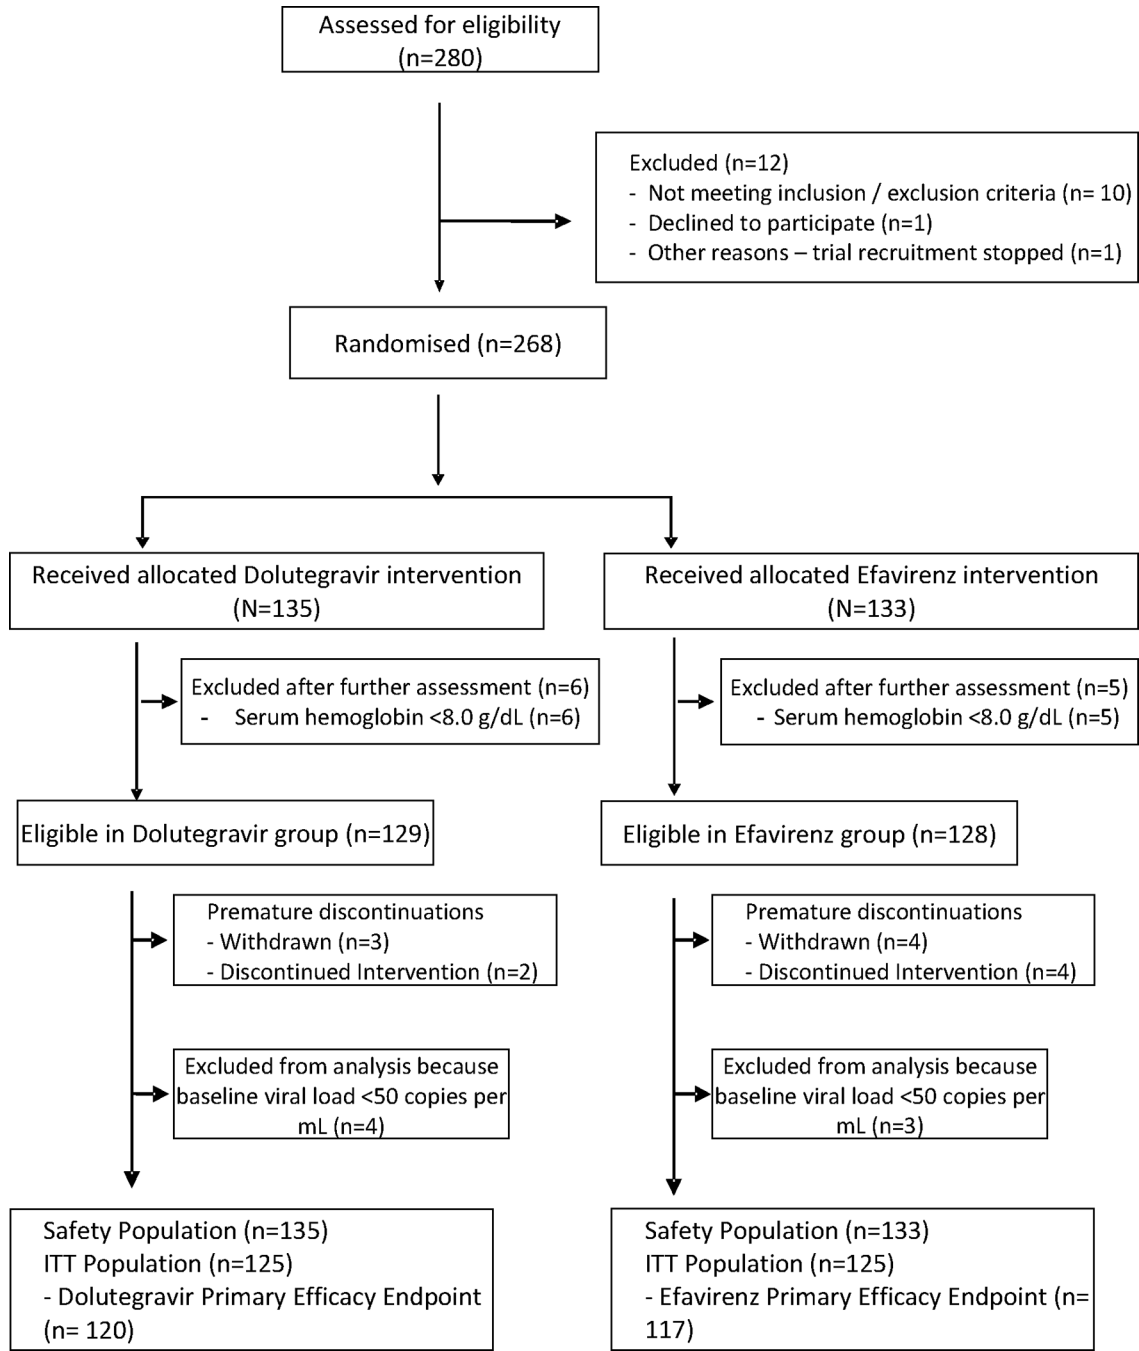 Assessed for eligibility
(n=280)
Excluded (n=12)
- Not meeting inclusion / exclusion criteria (n= 10)
- Declined to participate (n=1)
- Other reasons – trial recruitment stopped (n=1)
Randomised (n=268)
Received allocated Dolutegravir intervention
(N=135)
Received allocated Efavirenz intervention
(N=133)
Excluded after further assessment (n=6)
- Serum hemoglobin <8.0 g/dL (n=6)
Excluded after further assessment (n=5)
- Serum hemoglobin <8.0 g/dL (n=5)
Eligible in Dolutegravir group (n=129)
Eligible in Efavirenz group (n=128)
Premature discontinuations
- Withdrawn (n=3)
- Discontinued Intervention (n=2)
Premature discontinuations
- Withdrawn (n=4)
- Discontinued Intervention (n=4)
Excluded from analysis because
baseline viral load <50 copies per
mL (n=4)
Excluded from analysis because
baseline viral load <50 copies per
mL (n=3)
Safety Population (n=135)
ITT Population (n=125)
- Dolutegravir Primary Efficacy Endpoint
(n= 120)
Safety Population (n=133)
ITT Population (n=125)
- Efavirenz Primary Efficacy Endpoint (n=
117)